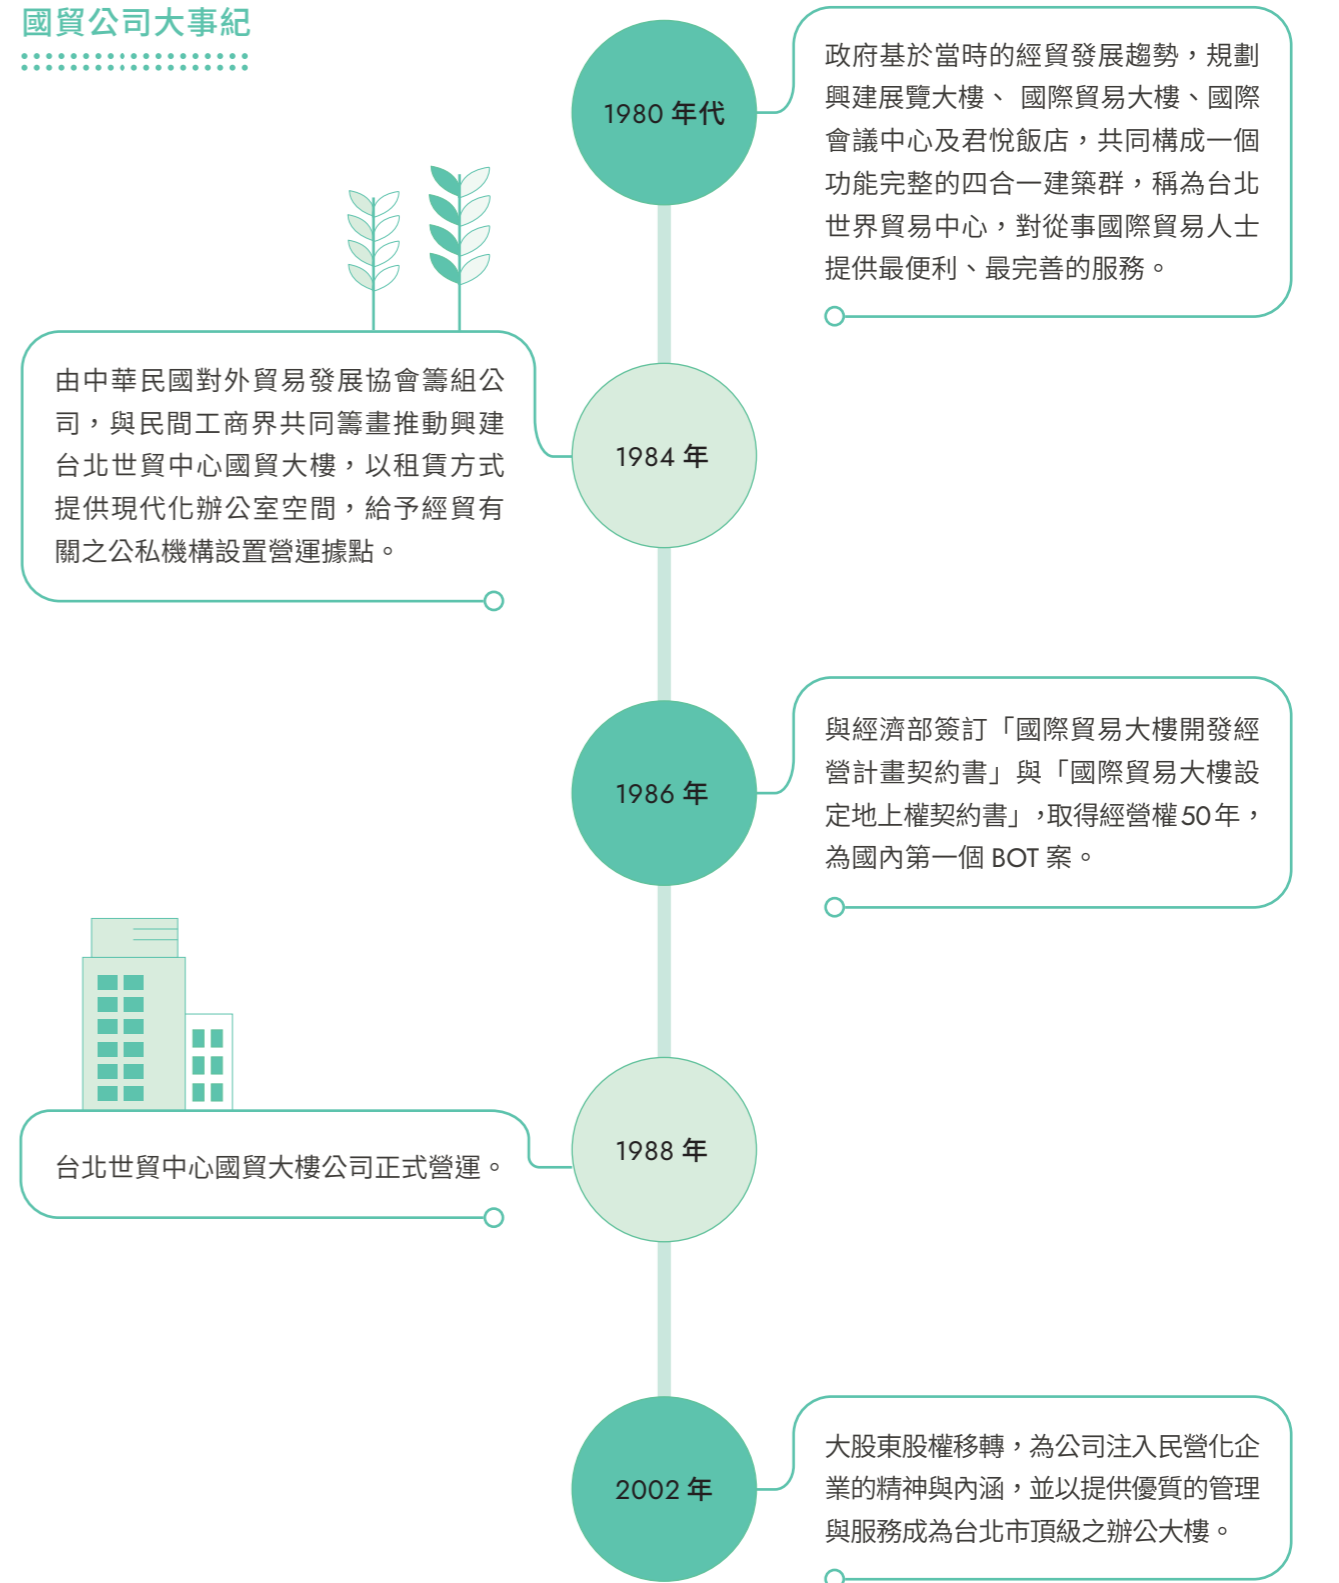 國貿公司大事紀
1980 年代
政府基於當時的經貿發展趨勢，規劃
興建展覽大樓、 國際貿易大樓、國際
會議中心及君悅飯店，共同構成一個
功能完整的四合一建築群，稱為台北
世界貿易中心，對從事國際貿易人士
提供最便利、最完善的服務。
由中華民國對外貿易發展協會籌組公
司，與民間工商界共同籌畫推動興建
台北世貿中心國貿大樓，以租賃方式
提供現代化辦公室空間，給予經貿有
關之公私機構設置營運據點。
1984 年
1986 年
與經濟部簽訂「國際貿易大樓開發經
營計畫契約書」與「國際貿易大樓設
定地上權契約書」，取得經營權 50 年，
為國內第一個 BOT 案。
1988 年
台北世貿中心國貿大樓公司正式營運。
2002 年
大股東股權移轉，為公司注入民營化企
業的精神與內涵，並以提供優質的管理
與服務成為台北市頂級之辦公大樓。